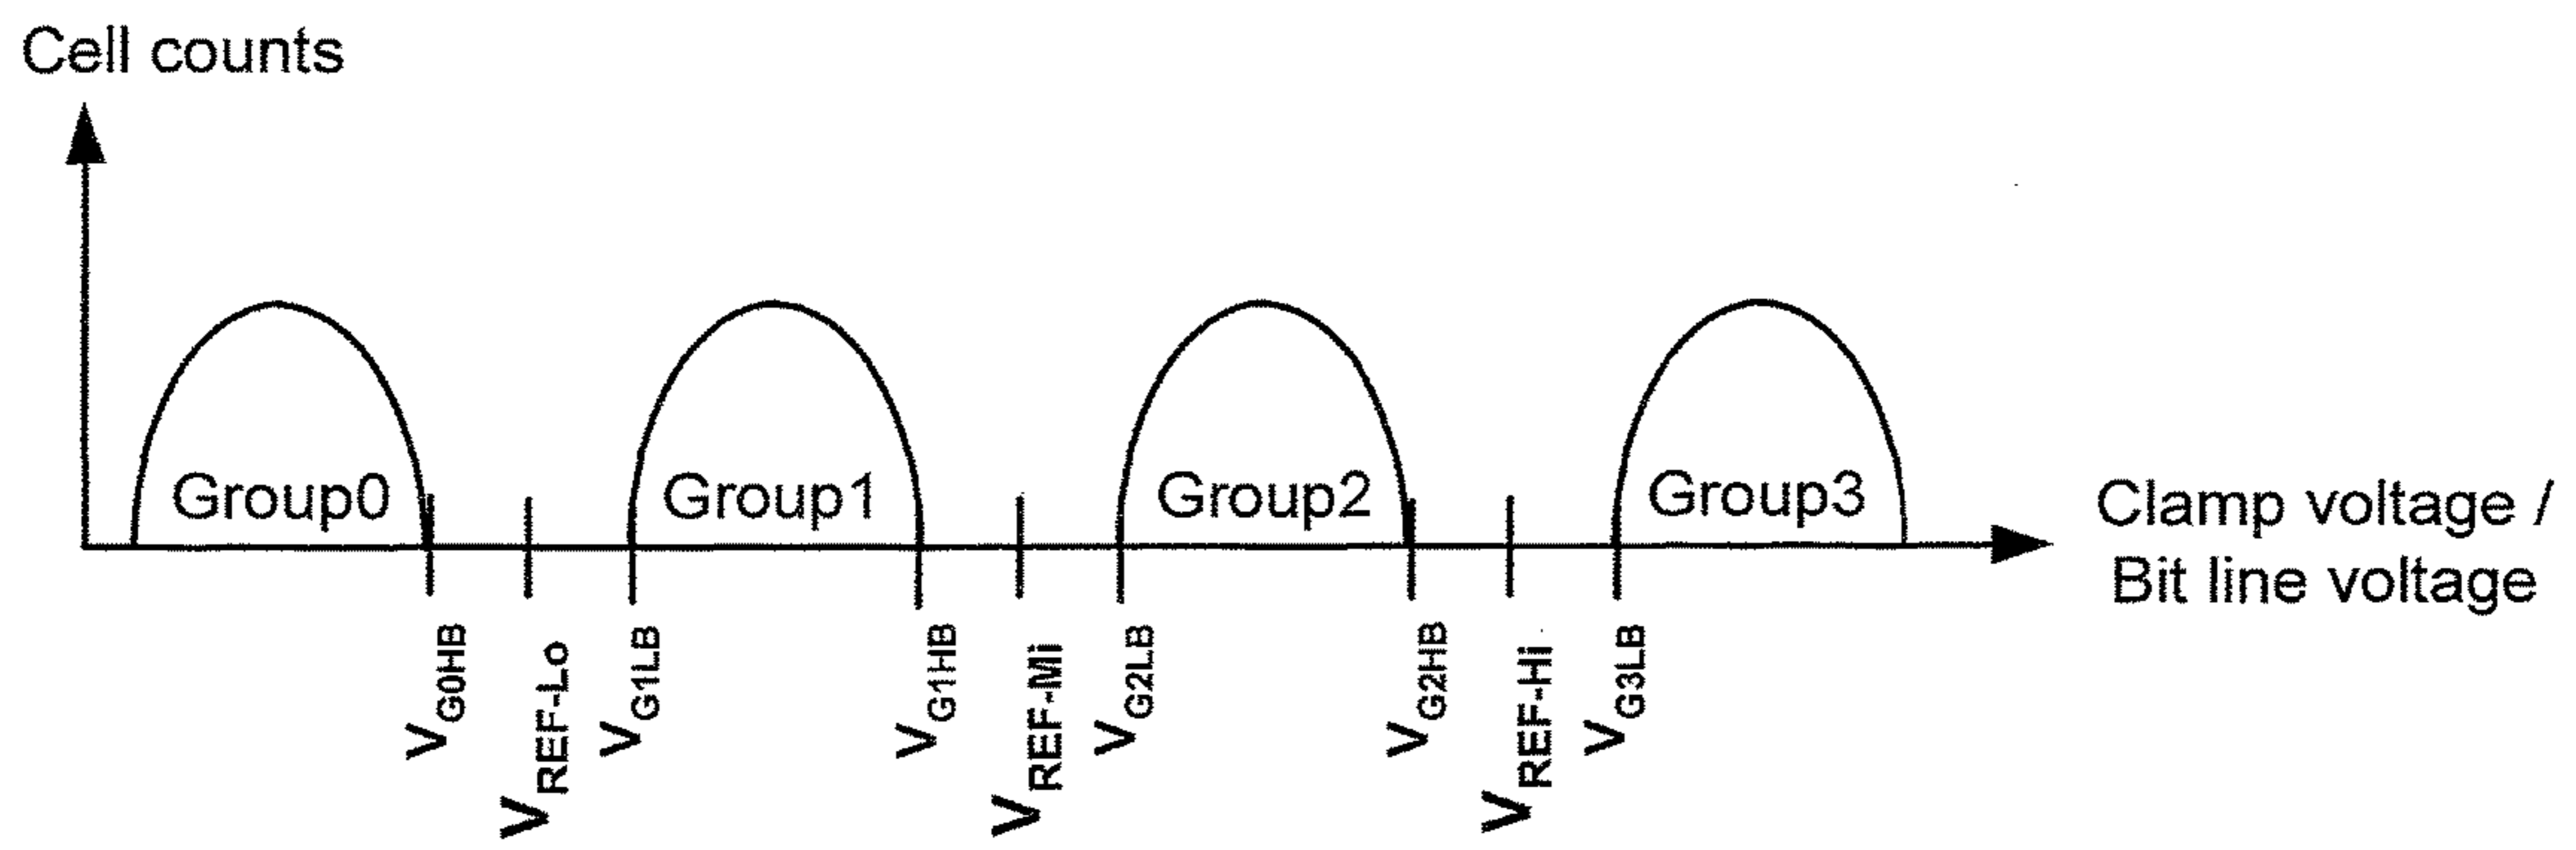 Cell counts
Group0 Group1 Group2 Group3
Clamp voltage /
Bit line voltage
VG0HB
VREF-Lo
VG1LB
VG1HB
VREF-Mi
VG2LB
VG2HB
VREF-Hi
VG3LB